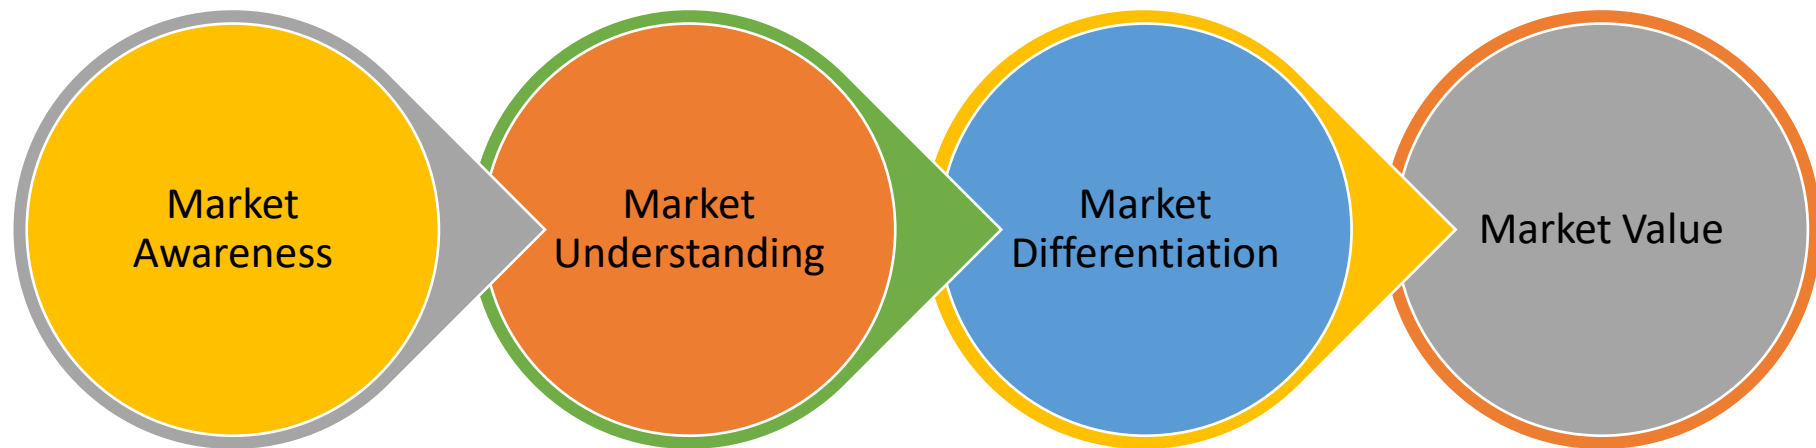 Market
Awareness
Market
Understanding
Market
Differentiation
Market Value